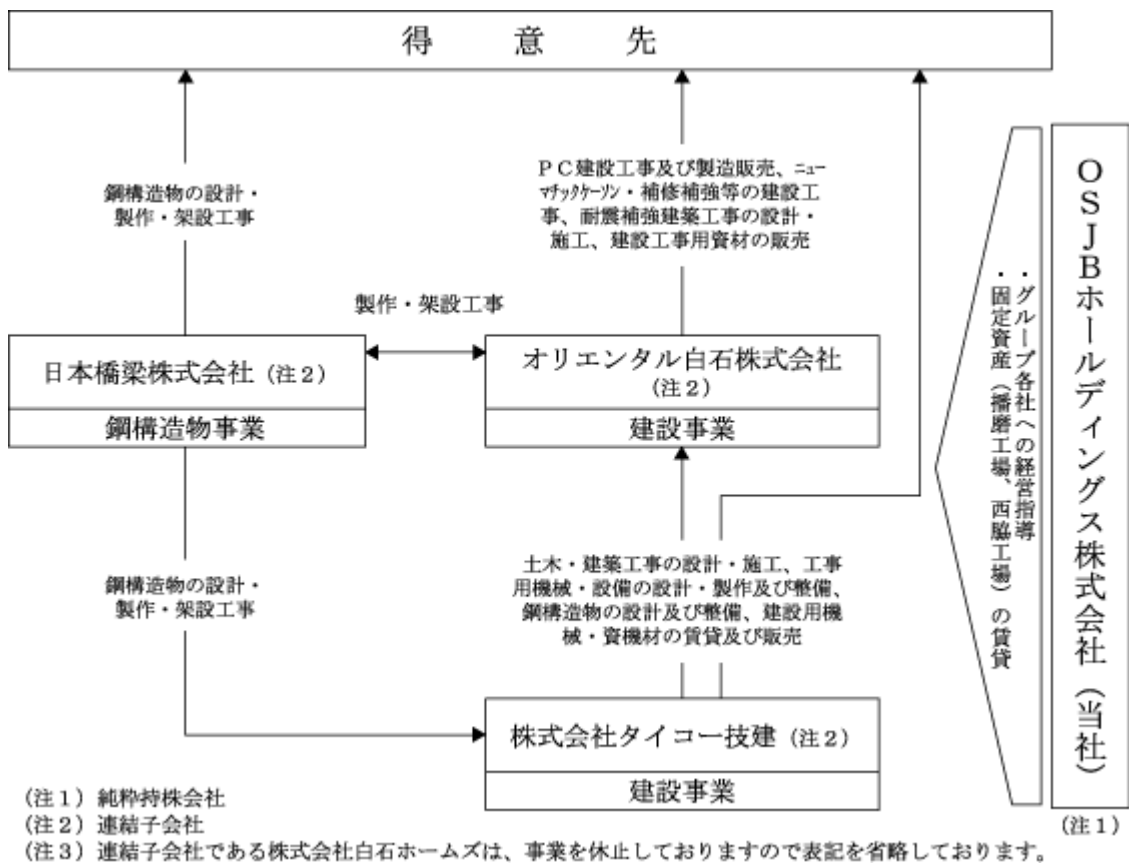 得意先
鋼構造物の設計・
製作・架設工事
ＰＣ建設工事及び製造販売、ﾆｭｰ
ﾏﾁｯｸｹｰｿﾝ・補修補強等の建設工
事、耐震補強建築工事の設計・
施工、建設工事用資材の販売
製作・架設工事
日本橋梁株式会社（注２）
鋼構造物事業
オリエンタル白石株式会社
（注２）
建設事業
鋼構造物の設計・
製作・架設工事
土木・建築工事の設計・施工、工事
用機械・設備の設計・製作及び整備、
鋼構造物の設計及び整備、建設用機
械・資機材の賃貸及び販売
株式会社タイコー技建（注２）
建設事業
・グループ各社への経営指導
・固定資産（播磨工場、西脇工場）の賃貸
ＯＳＪＢホールディングス株式会社（当社）
（注１）
（注１）純粋持株会社
（注２）連結子会社
（注３）連結子会社である株式会社白石ホームズは、事業を休止しておりますので表記を省略しております。